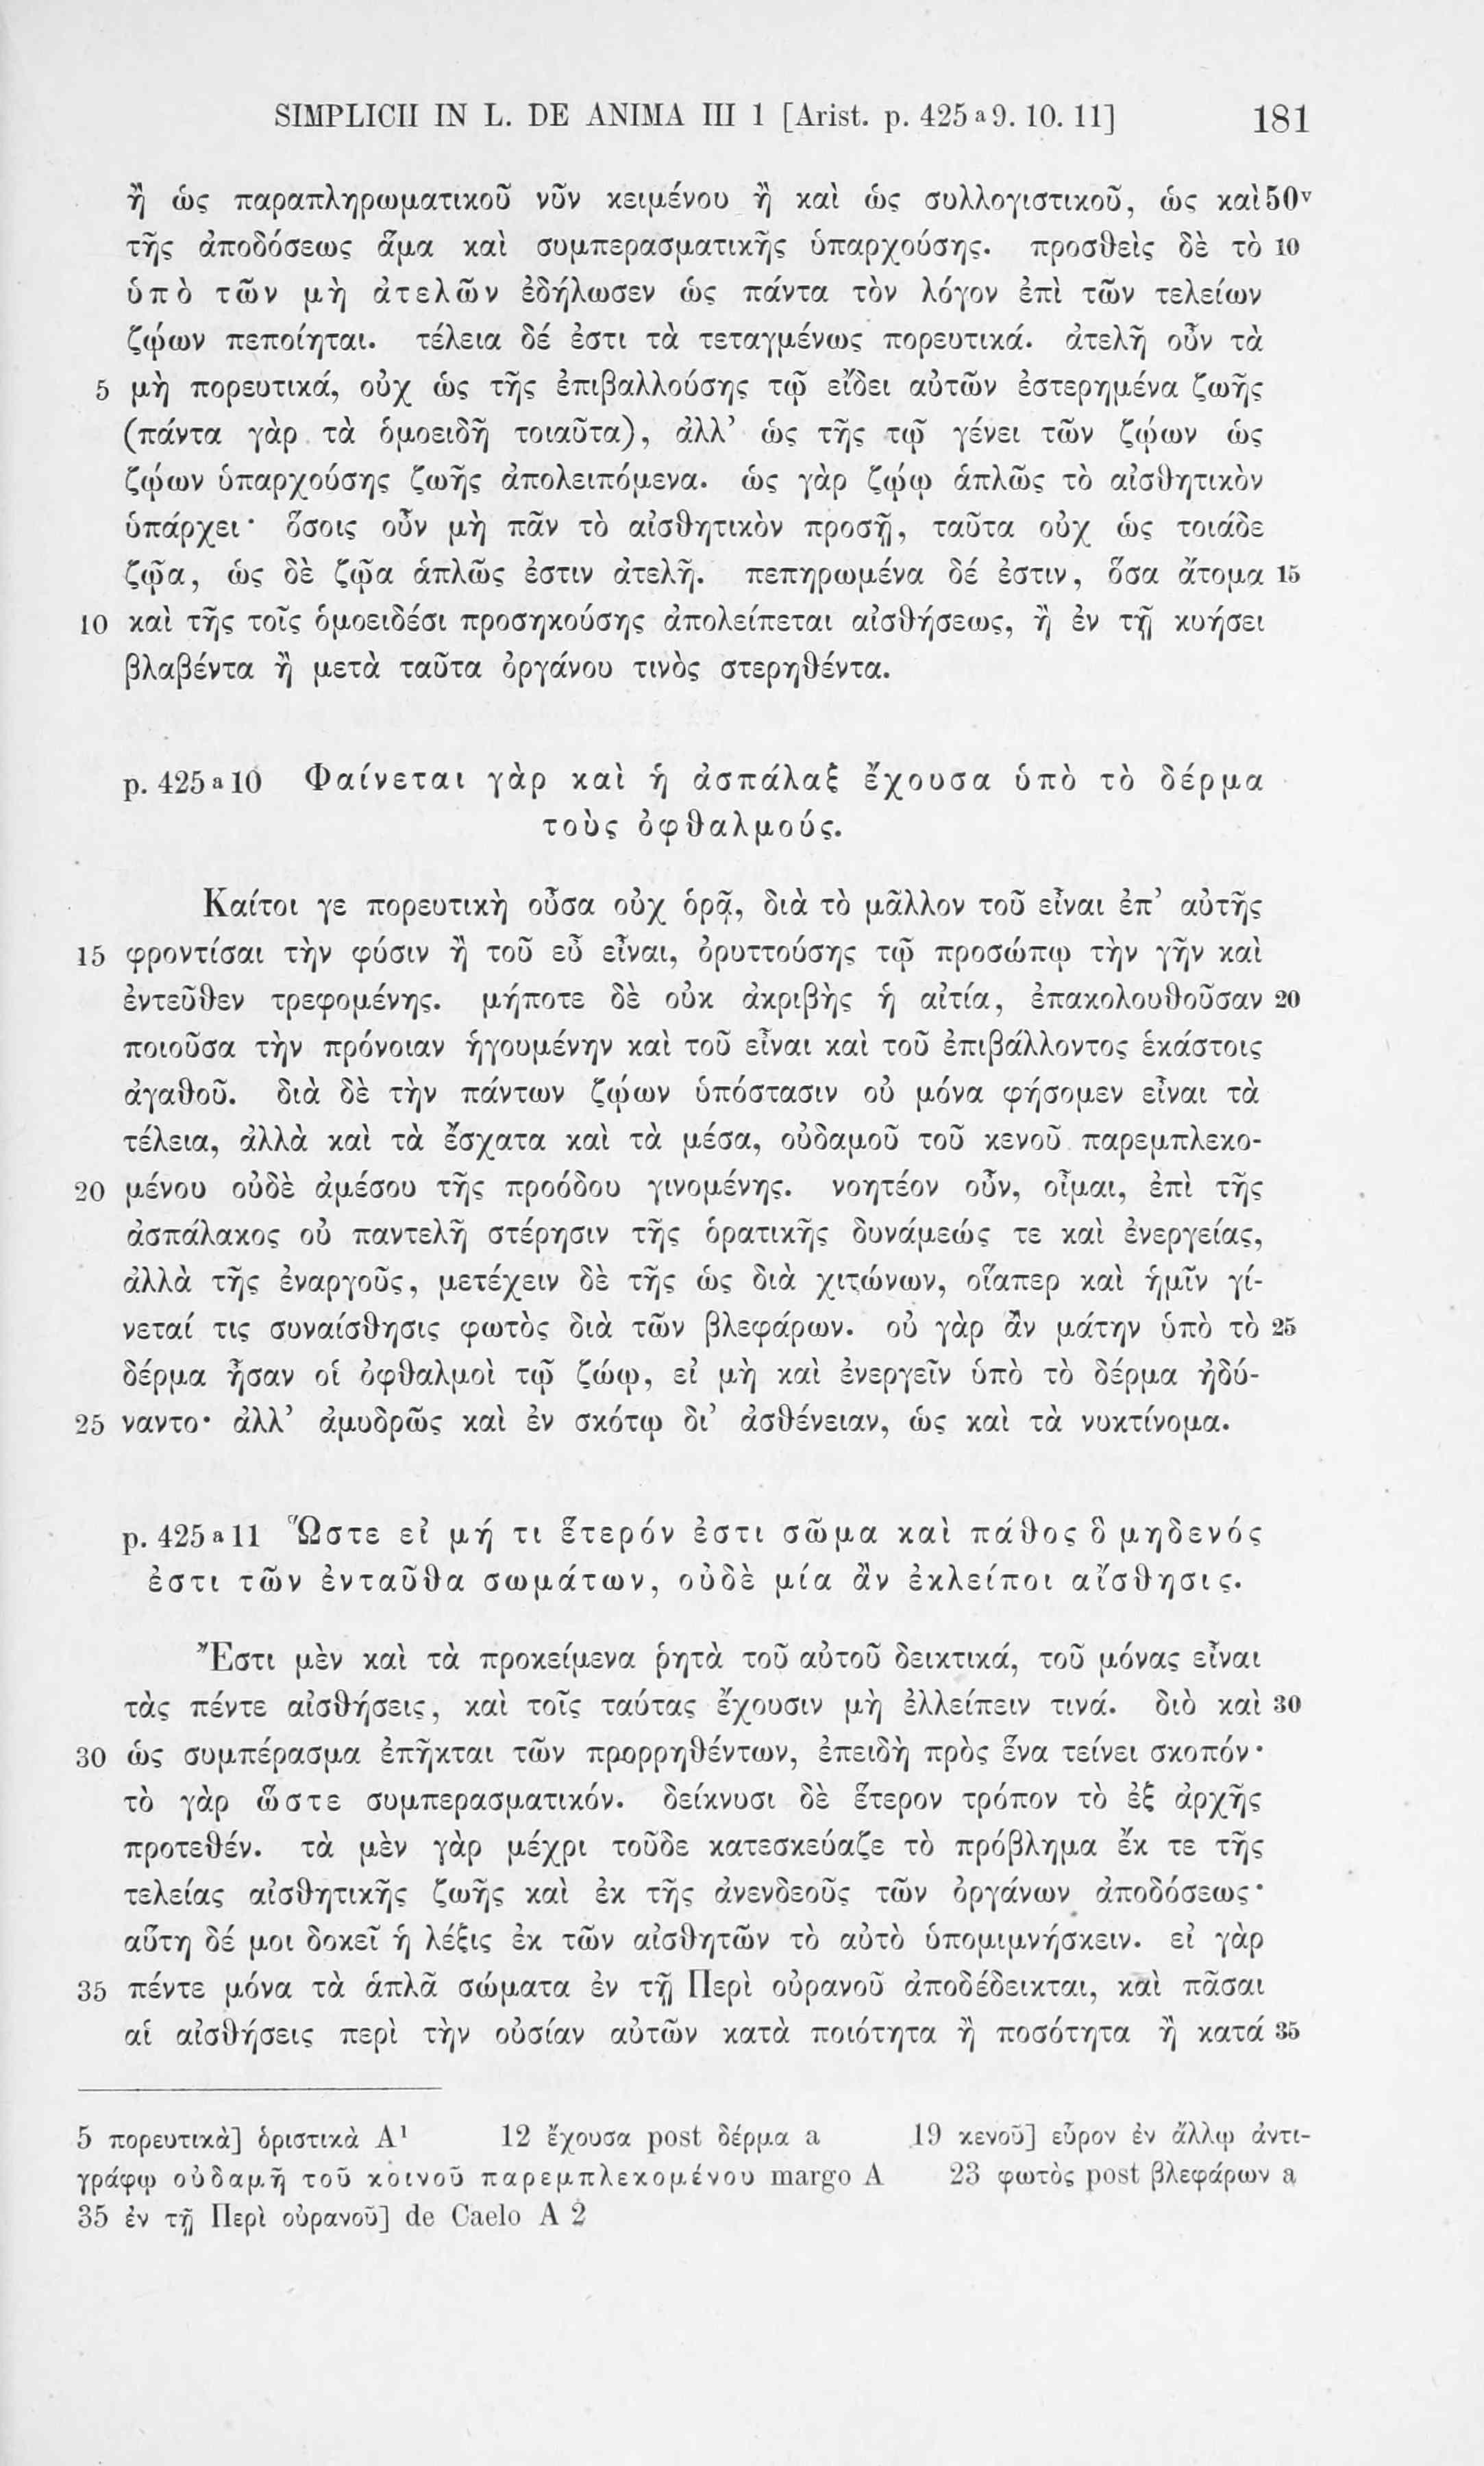 SIMPLICII IN L. DE ANIMA III 1 [Arist. p. 425 a 9. 10. 11] 181
ἢ ὡς παραπληρωματικοῦ νῦν κειμένου ἢ καὶ ὡς συλλογιστικοῦ, ὡς καὶ 50v
τῆς ἀποδόσεως ἅμα καὶ συμπερασματικῆς ὑπαρχούσης. προσθεὶς δὲ τὸ 10
ὑπὸ τῶν μὴ ἀτελῶν ἐδήλωσεν ὡς πάντα τὸν λόγον ἐπὶ τῶν τελείων
ζῴων πεποίηται. τέλεια δέ ἐστι τὰ τεταγμένως πορευτικά. ἀτελῆ οὖν τὰ
5 μὴ πορευτικά, οὐχ ὡς τῆς ἐπιβαλλούσης τῷ εἴδει αὐτῶν ἐστερημένα ζωῆς
(πάντα γὰρ τὰ ὁμοειδῆ τοιαῦτα), ἀλλ’ ὡς τῆς τῷ γένει τῶν ζῴων ὡς
ζῴων ὑπαρχούσης ζωῆς ἀπολειπόμενα. ὡς γὰρ ζῴῳ ἁπλῶς τὸ αἰσθητικὸν
ὑπάρχει· ὅσοις οὖν μὴ πᾶν τὸ αἰσθητικὸν προσῇ, ταῦτα οὐχ ὡς τοιάδε
ζῷα, ὡς δὲ ζῷα ἁπλῶς ἐστιν ἀτελῆ. πεπηρωμένα δέ ἐστιν, ὅσα ἄτομα 15
10 καὶ τῆς τοῖς ὁμοειδέσι προσηκούσης ἀπολείπεται αἰσθήσεως, ἢ ἐν τῇ κυήσει
βλαβέντα ἢ μετὰ ταῦτα ὀργάνου τινὸς στερηθέντα.
p. 425 a 10 Φαίνεται γὰρ καὶ ἡ ἀσπάλαξ ἔχουσα ὑπὸ τὸ δέρμα
τοὺς ὀφθαλμούς.
Καίτοι γε πορευτικὴ οὖσα οὐχ ὁρᾷ, διὰ τὸ μᾶλλον τοῦ εἶναι ἐπ’ αὐτῆς
15 φροντίσαι τὴν φύσιν ἢ τοῦ εὖ εἶναι, ὀρυττούσης τῷ προσώπῳ τὴν γῆν καὶ
ἐντεῦθεν τρεφομένης. μήποτε δὲ οὐκ ἀκριβὴς ἡ αἰτία, ἐπακολουθοῦσαν 20
ποιοῦσα τὴν πρόνοιαν ἡγουμένην καὶ τοῦ εἶναι καὶ τοῦ ἐπιβάλλοντος ἑκάστοις
ἀγαθοῦ. διὰ δὲ τὴν πάντων ζῴων ὑπόστασιν οὐ μόνα φήσομεν εἶναι τὰ
τέλεια, ἀλλὰ καὶ τὰ ἔσχατα καὶ τὰ μέσα, οὐδαμοῦ τοῦ κενοῦ παρεμπλεκο-
20 μένου οὐδὲ ἀμέσου τῆς προόδου γινομένης. νοητέον οὖν, οἶμαι, ἐπὶ τῆς
ἀσπάλακος οὐ παντελῆ στέρησιν τῆς ὁρατικῆς δυνάμεώς τε καὶ ἐνεργείας,
ἀλλὰ τῆς ἐναργοῦς, μετέχειν δὲ τῆς ὡς διὰ χιτώνων, οἵαπερ καὶ ἡμῖν γί-
νεταί τις συναίσθησις φωτὸς διὰ τῶν βλεφάρων. οὐ γὰρ ἂν μάτην ὑπὸ τὸ 25
δέρμα ἦσαν οἱ ὀφθαλμοὶ τῷ ζώῳ, εἰ μὴ καὶ ἐνεργεῖν ὑπὸ τὸ δέρμα ἠδύ-
25 ναντο· ἀλλ’ ἀμυδρῶς καὶ ἐν σκότῳ δι’ ἀσθένειαν, ὡς καὶ τὰ νυκτίνομα.
p. 425 a 11 Ὥστε εἰ μή τι ἕτερόν ἐστι σῶμα καὶ πάθος ὃ μηδενός
ἐστι τῶν ἐνταῦθα σωμάτων, οὐδὲ μία ἂν ἐκλείποι αἴσθησις.
Ἔστι μὲν καὶ τὰ προκείμενα ῥητὰ τοῦ αὐτοῦ δεικτικά, τοῦ μόνας εἶναι
τὰς πέντε αἰσθήσεις, καὶ τοῖς ταύτας ἔχουσιν μὴ ἐλλείπειν τινά. διὸ καὶ 30
30 ὡς συμπέρασμα ἐπῆκται τῶν προρρηθέντων, ἐπειδὴ πρὸς ἕνα τείνει σκοπόν·
τὸ γὰρ ὥστε συμπερασματικόν. δείκνυσι δὲ ἕτερον τρόπον τὸ ἐξ ἀρχῆς
προτεθέν. τὰ μὲν γὰρ μέχρι τοῦδε κατεσκεύαζε τὸ πρόβλημα ἔκ τε τῆς
τελείας αἰσθητικῆς ζωῆς καὶ ἐκ τῆς ἀνενδεοῦς τῶν ὀργάνων ἀποδόσεως·
αὕτη δέ μοι δοκεῖ ἡ λέξις ἐκ τῶν αἰσθητῶν τὸ αὐτὸ ὑπομιμνήσκειν. εἰ γὰρ
35 πέντε μόνα τὰ ἁπλᾶ σώματα ἐν τῇ Περὶ οὐρανοῦ ἀποδέδεικται, καὶ πᾶσαι
αἱ αἰσθήσεις περὶ τὴν οὐσίαν αὐτῶν κατὰ ποιότητα ἢ ποσότητα ἢ κατά 35
5 πορευτικὰ] ὁριστικὰ A¹ 12 ἔχουσα post δέρμα a 19 κενοῦ] εὗρον ἐν ἄλλῳ ἀντι-
γράφῳ οὐδαμῆ τοῦ κοινοῦ παρεμπλεκομένου margo A 23 φωτὸς post βλεφάρων a
35 ἐν τῇ Περὶ οὐρανοῦ] de Caelo A 2